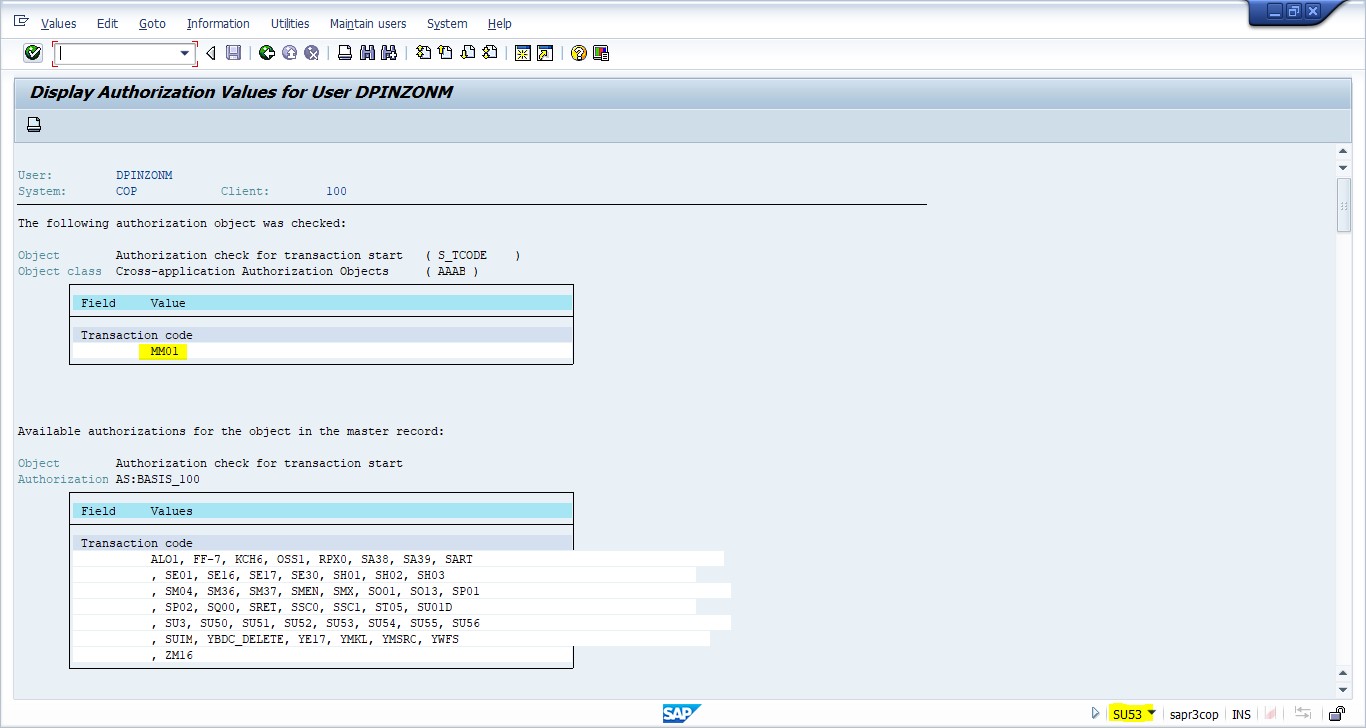 Values Edit Goto Information Utilities Maintain users System Help
Display Authorization Values for User DPINZONM
User: DPINZONM
System: COP Client: 100
The following authorization object was checked:
Object Authorization check for transaction start ( S_TCODE )
Object class Cross-application Authorization Objects ( AAAB )
Field Value
Transaction code
MM01
Available authorizations for the object in the master record:
Object Authorization check for transaction start
Authorization AS:BASIS_100
Field Values
Transaction code
ALO1, FF-7, KCH6, OSS1, RPX0, SA38, SA39, SART
, SE01, SE16, SE17, SE30, SH01, SH02, SH03
, SM04, SM36, SM37, SMEN, SMX, SO01, SO13, SP01
, SP02, SQ00, SRET, SSC0, SSC1, ST05, SU01D
, SU3, SU50, SU51, SU52, SU53, SU54, SU55, SU56
, SUIM, YBDC_DELETE, YE17, YMKL, YMSRC, YWFS
, ZM16
SAP SU53 sapr3cop INS